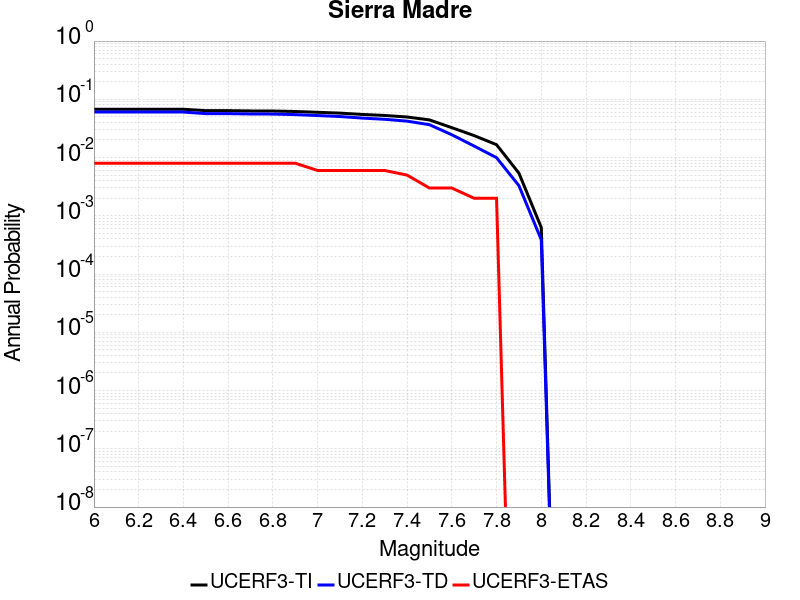 Sierra Madre
10^0
10^-1
10^-2
10^-3
10^-4
10^-5
10^-6
10^-7
10^-8
Annual Probability
6 6.2 6.4 6.6 6.8 7 7.2 7.4 7.6 7.8 8 8.2 8.4 8.6 8.8 9
Magnitude
UCERF3-TI UCERF3-TD UCERF3-ETAS